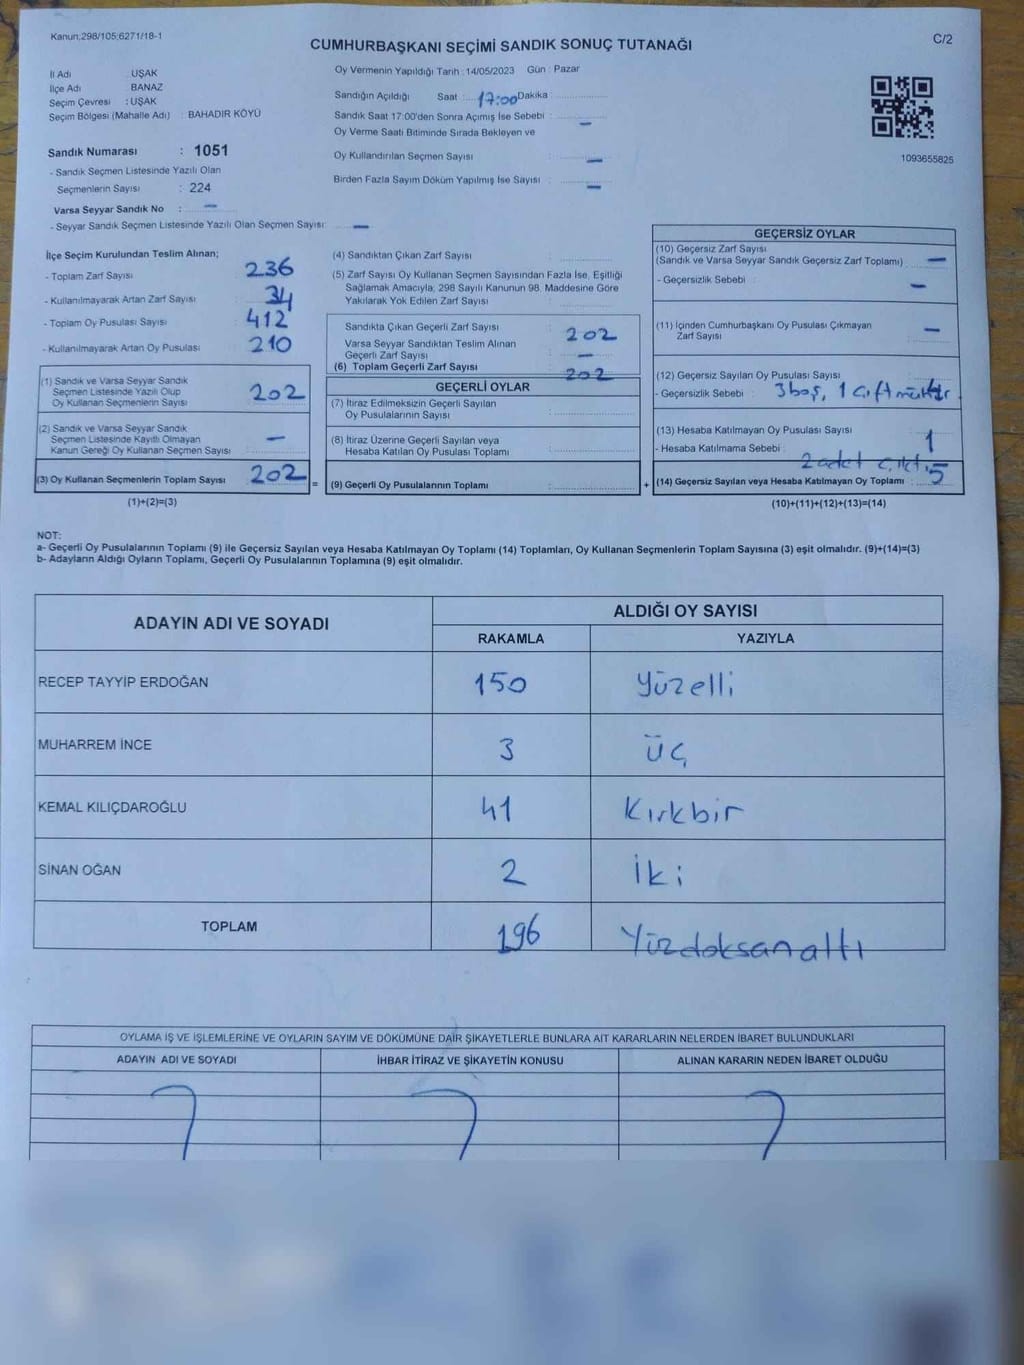 Kanun;298/105;6271/18-1
C/2
CUMHURBAŞKANI SEÇİMİ SANDIK SONUÇ TUTANAĞI
İl Adı : UŞAK
İlçe Adı : BANAZ
Seçim Çevresi : UŞAK
Seçim Bölgesi (Mahalle Adı) : BAHADIR KÖYÜ
Sandık Numarası : 1051
- Sandık Seçmen Listesinde Yazılı Olan
Seçmenlerin Sayısı : 224
Varsa Seyyar Sandık No : –
- Seyyar Sandık Seçmen Listesinde Yazılı Olan Seçmen Sayısı: –
Oy Vermenin Yapıldığı Tarih : 14/05/2023 Gün : Pazar
Sandığın Açıldığı Saat : 17:00 Dakika :
Sandık Saat 17:00'den Sonra Açımış İse Sebebi : –
Oy Verme Saati Bitiminde Sırada Bekleyen ve
Oy Kullandırılan Seçmen Sayısı : –
Birden Fazla Sayım Döküm Yapılmış İse Sayısı : –
1093655825
İlçe Seçim Kurulundan Teslim Alınan;
- Toplam Zarf Sayısı : 236
- Kullanılmayarak Artan Zarf Sayısı : 34
- Toplam Oy Pusulası Sayısı : 412
- Kullanılmayarak Artan Oy Pusulası : 210
(1) Sandık ve Varsa Seyyar Sandık
Seçmen Listesinde Yazılı Olup
Oy Kullanan Seçmenlerin Sayısı : 202
(2) Sandık ve Varsa Seyyar Sandık
Seçmen Listesinde Kayıtlı Olmayan
Kanun Gereği Oy Kullanan Seçmen Sayısı : –
(3) Oy Kullanan Seçmenlerin Toplam Sayısı : 202
(1)+(2)=(3)
=
(4) Sandıktan Çıkan Zarf Sayısı :
(5) Zarf Sayısı Oy Kullanan Seçmen Sayısından Fazla İse, Eşitliği
Sağlamak Amacıyla; 298 Sayılı Kanunun 98. Maddesine Göre
Yakılarak Yok Edilen Zarf Sayısı :
Sandıkta Çıkan Geçerli Zarf Sayısı : 202
Varsa Seyyar Sandıktan Teslim Alınan
Geçerli Zarf Sayısı : –
(6) Toplam Geçerli Zarf Sayısı : 202
GEÇERLİ OYLAR
(7) İtiraz Edilmeksizin Geçerli Sayılan
Oy Pusulalarının Sayısı :
(8) İtiraz Üzerine Geçerli Sayılan veya
Hesaba Katılan Oy Pusulası Toplamı :
(9) Geçerli Oy Pusulalarının Toplamı :
+
GEÇERSİZ OYLAR
(10) Geçersiz Zarf Sayısı
(Sandık ve Varsa Seyyar Sandık Geçersiz Zarf Toplamı) : –
- Geçersizlik Sebebi : –
(11) İçinden Cumhurbaşkanı Oy Pusulası Çıkmayan
Zarf Sayısı : –
(12) Geçersiz Sayılan Oy Pusulası Sayısı : 4
- Geçersizlik Sebebi : 3 boş, 1 çift mühür
(13) Hesaba Katılmayan Oy Pusulası Sayısı : 1
- Hesaba Katılmama Sebebi : 2 adet çıktı
(14) Geçersiz Sayılan veya Hesaba Katılmayan Oy Toplamı : 5
(10)+(11)+(12)+(13)=(14)
NOT:
a- Geçerli Oy Pusulalarının Toplamı (9) ile Geçersiz Sayılan veya Hesaba Katılmayan Oy Toplamı (14) Toplamları, Oy Kullanan Seçmenlerin Toplam Sayısına (3) eşit olmalıdır. (9)+(14)=(3)
b- Adayların Aldığı Oyların Toplamı, Geçerli Oy Pusulalarının Toplamına (9) eşit olmalıdır.
ADAYIN ADI VE SOYADI ALDIĞI OY SAYISI
RAKAMLA YAZIYLA
RECEP TAYYİP ERDOĞAN 150 Yüzelli
MUHARREM İNCE 3 üç
KEMAL KILIÇDAROĞLU 41 Kırkbir
SİNAN OĞAN 2 İki
TOPLAM 196 Yüzdoksanaltı
OYLAMA İŞ VE İŞLEMLERİNE VE OYLARIN SAYIM VE DÖKÜMÜNE DAİR ŞİKAYETLERLE BUNLARA AİT KARARLARIN NELERDEN İBARET BULUNDUKLARI
ADAYIN ADI VE SOYADI İHBAR İTİRAZ VE ŞİKAYETİN KONUSU ALINAN KARARIN NEDEN İBARET OLDUĞU